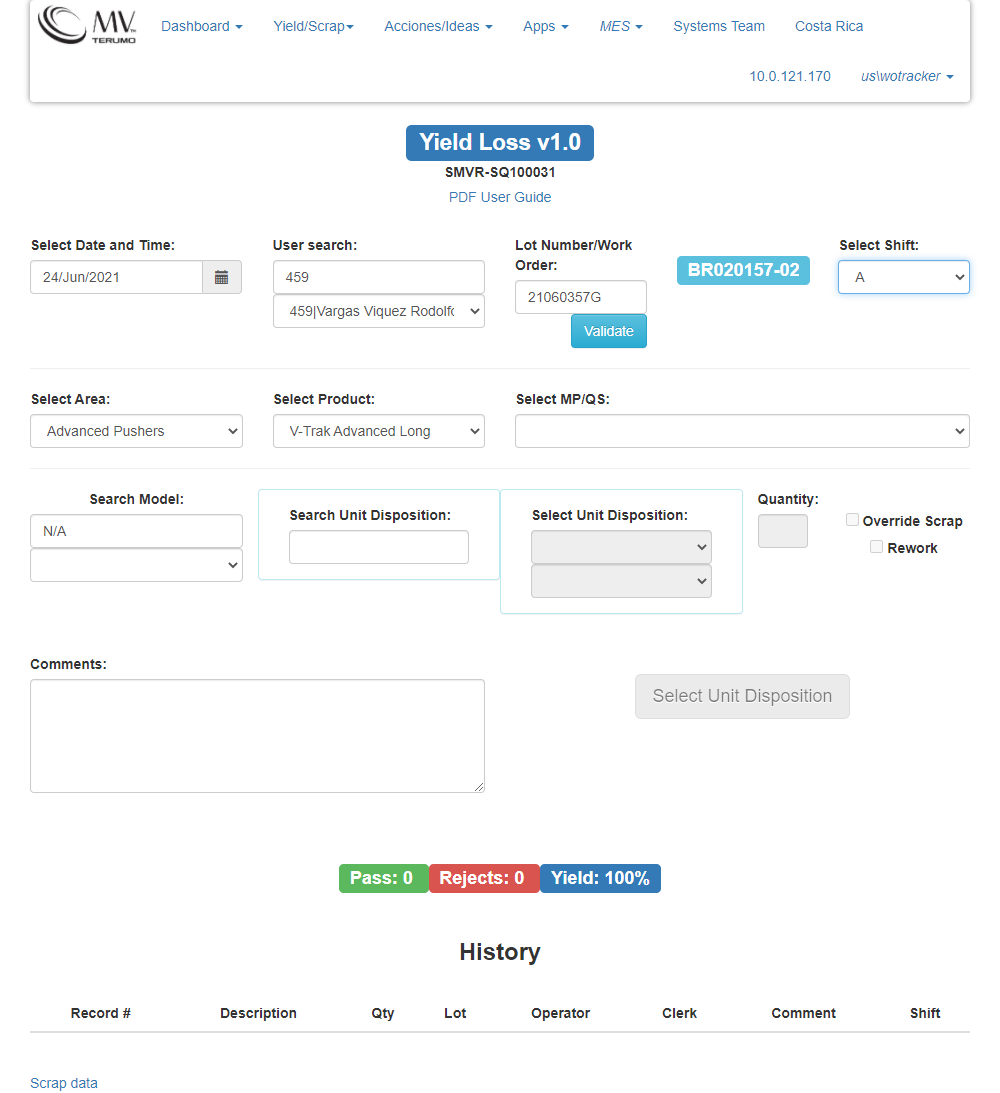 MV™
TERUMO
Dashboard
Yield/Scrap
Acciones/Ideas
Apps
MES
Systems Team
Costa Rica
10.0.121.170
us\wotracker
Yield Loss v1.0
SMVR-SQ100031
PDF User Guide
Select Date and Time:
24/Jun/2021
User search:
459
459|Vargas Viquez Rodolfo
Lot Number/Work
Order:
21060357G
Validate
BR020157-02
Select Shift:
A
Select Area:
Advanced Pushers
Select Product:
V-Trak Advanced Long
Select MP/QS:
Search Model:
N/A
Search Unit Disposition:
Select Unit Disposition:
Quantity:
Override Scrap
Rework
Comments:
Select Unit Disposition
Pass: 0 Rejects: 0 Yield: 100%
History
Record # Description Qty Lot Operator Clerk Comment Shift
Scrap data